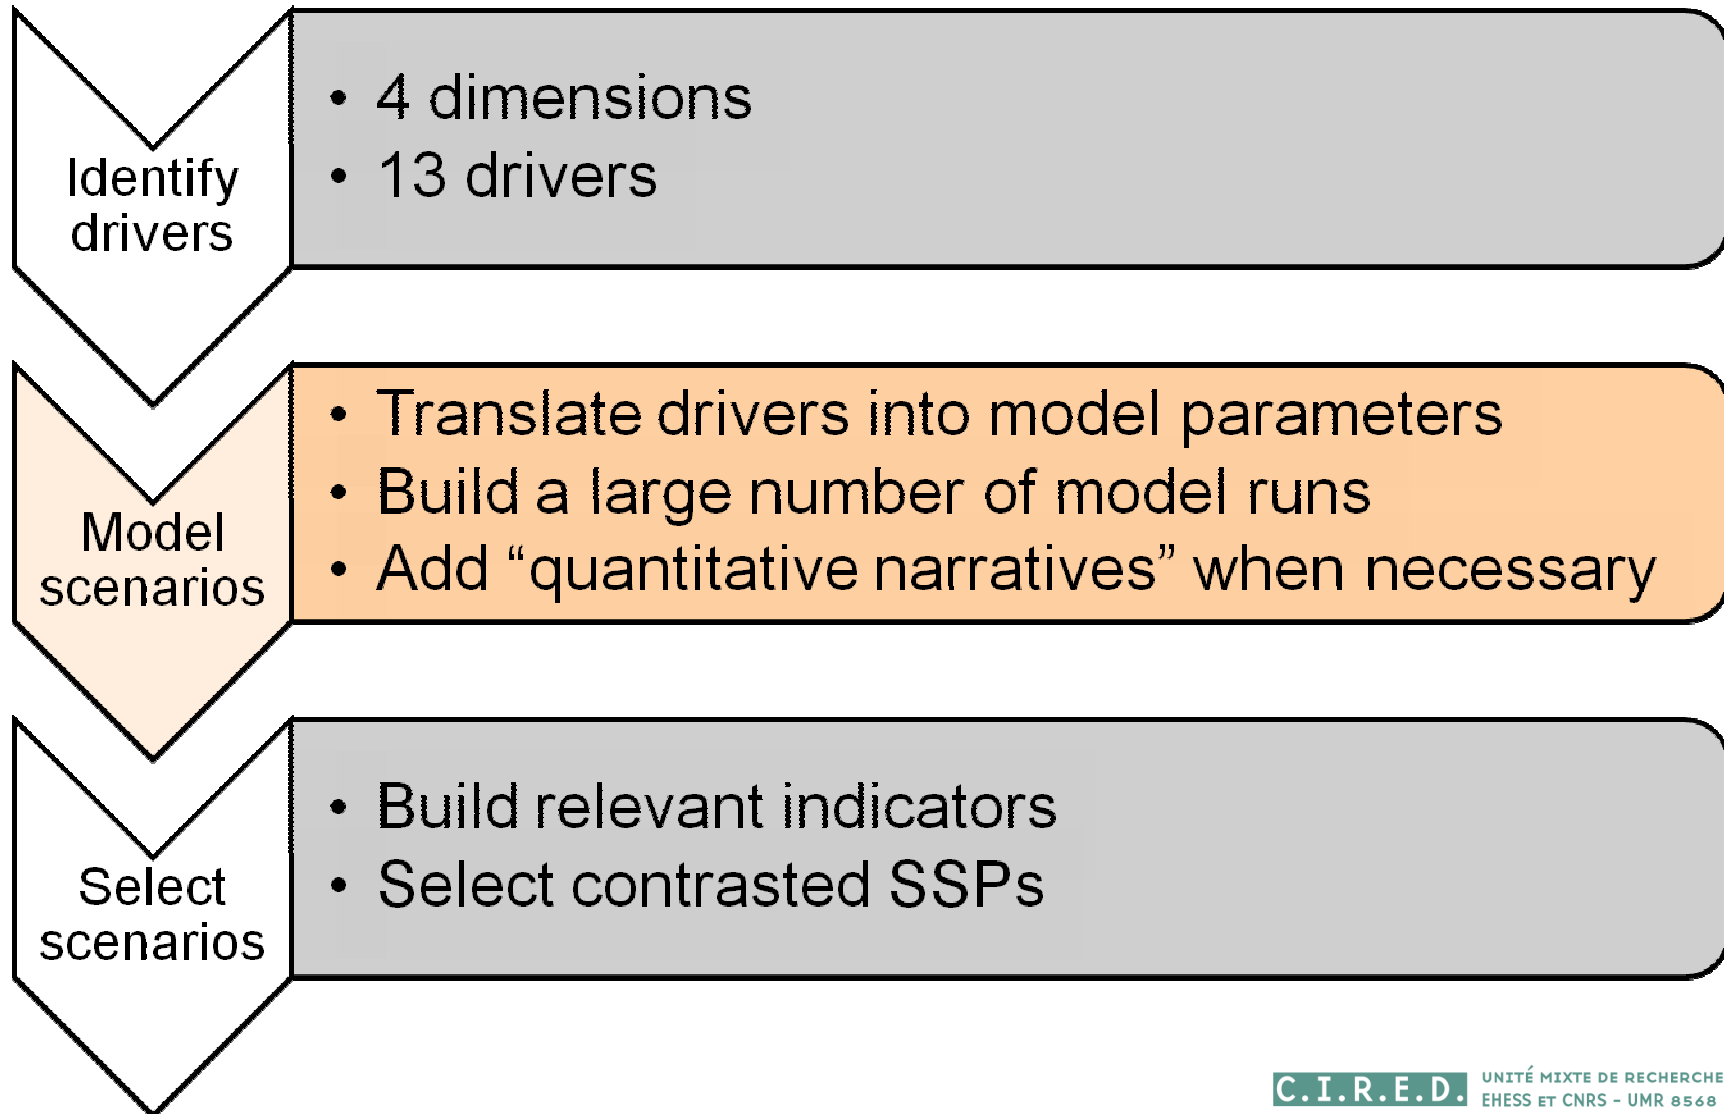 Identify
drivers
• 4 dimensions
• 13 drivers
Model
scenarios
• Translate drivers into model parameters
• Build a large number of model runs
• Add “quantitative narratives” when necessary
Select
scenarios
• Build relevant indicators
• Select contrasted SSPs
C.I.R.E.D.
UNITÉ MIXTE DE RECHERCHE
EHESS ET CNRS - UMR 8568